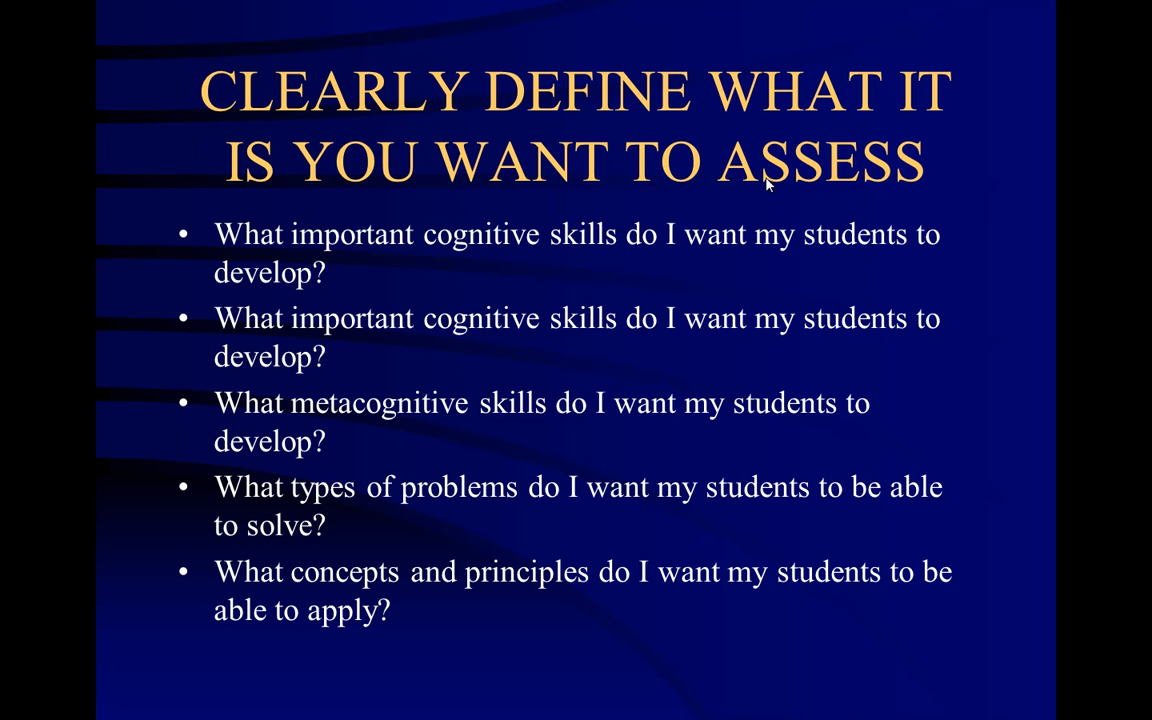 CLEARLY DEFINE WHAT IT
IS YOU WANT TO ASSESS
• What important cognitive skills do I want my students to
develop?
• What important cognitive skills do I want my students to
develop?
• What metacognitive skills do I want my students to
develop?
• What types of problems do I want my students to be able
to solve?
• What concepts and principles do I want my students to be
able to apply?